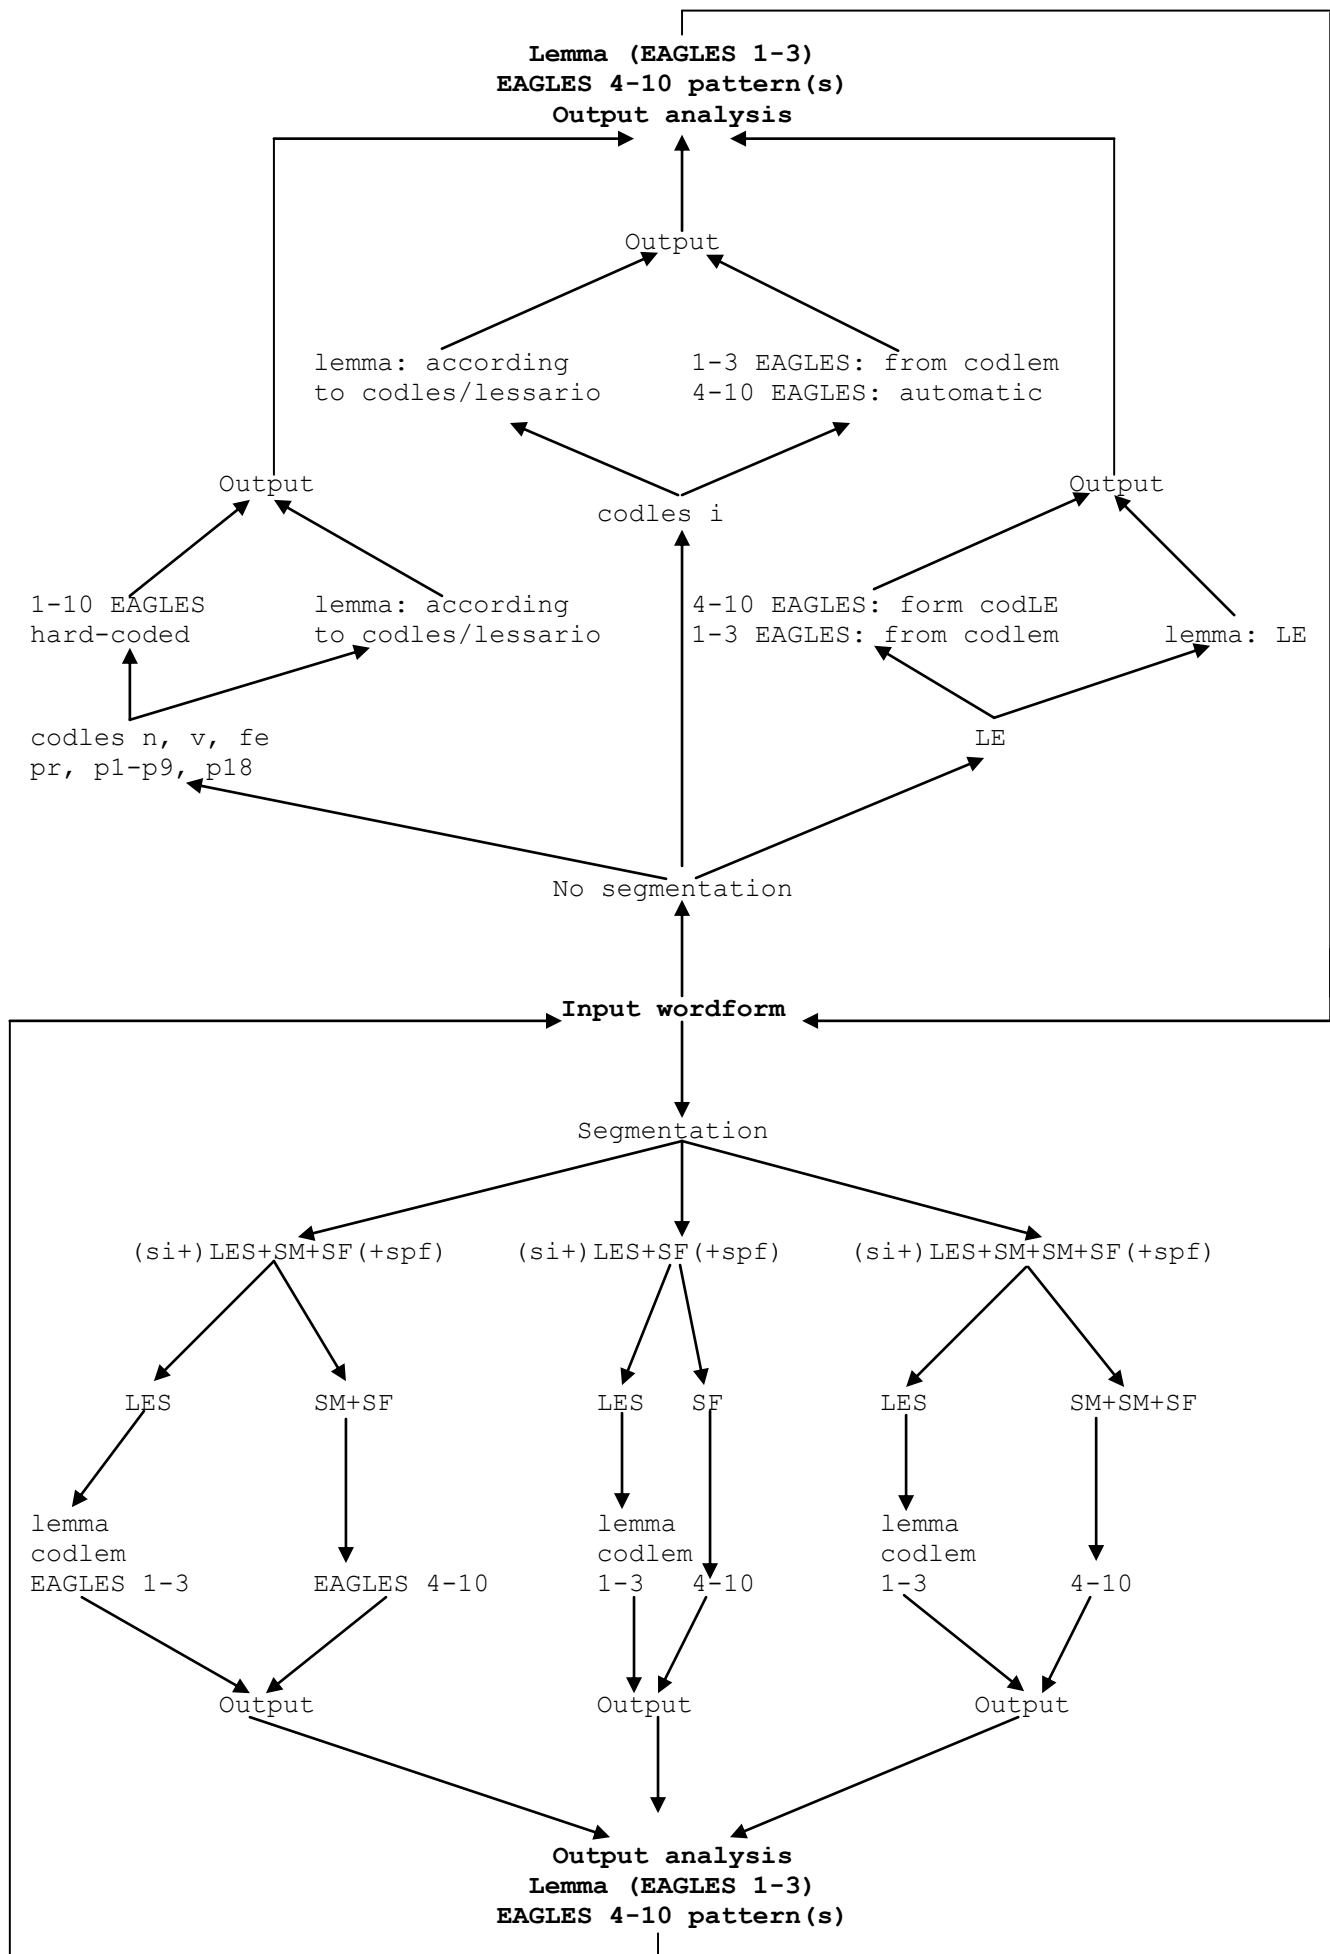 Lemma (EAGLES 1-3)
EAGLES 4-10 pattern(s)
Output analysis
Output
lemma: according
to codles/lessario
1-3 EAGLES: from codlem
4-10 EAGLES: automatic
Output
codles i
Output
1-10 EAGLES
hard-coded
lemma: according
to codles/lessario
4-10 EAGLES: form codLE
1-3 EAGLES: from codlem
lemma: LE
codles n, v, fe
pr, p1-p9, p18
LE
No segmentation
Input wordform
Segmentation
(si+)LES+SM+SF(+spf)
(si+)LES+SF(+spf)
(si+)LES+SM+SM+SF(+spf)
LES
SM+SF
LES
SF
LES
SM+SM+SF
lemma
codlem
EAGLES 1-3
EAGLES 4-10
lemma
codlem
1-3
4-10
lemma
codlem
1-3
4-10
Output
Output
Output
Output analysis
Lemma (EAGLES 1-3)
EAGLES 4-10 pattern(s)